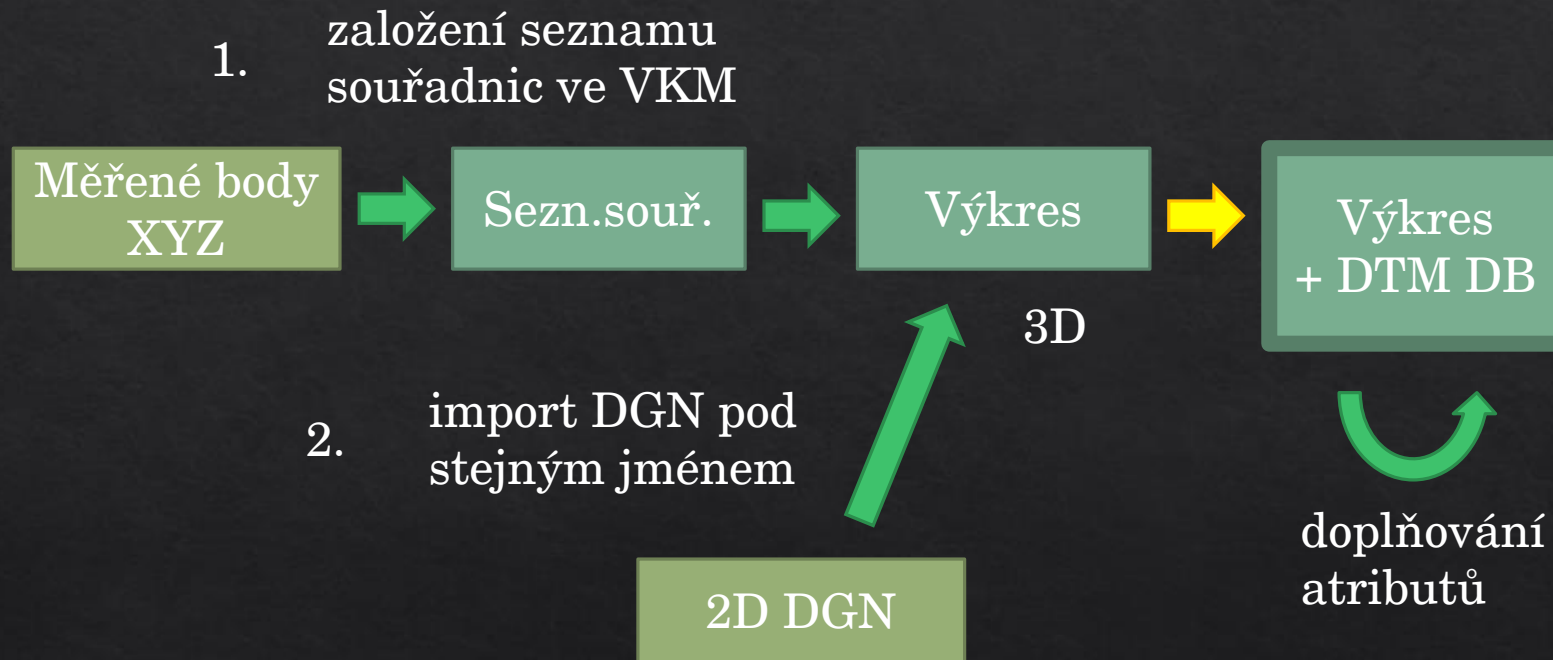 1.
založení seznamu
souřadnic ve VKM
Měřené body
XYZ
Sezn.souř.
Výkres
Výkres
+ DTM DB
3D
2.
import DGN pod
stejným jménem
doplňování
atributů
2D DGN